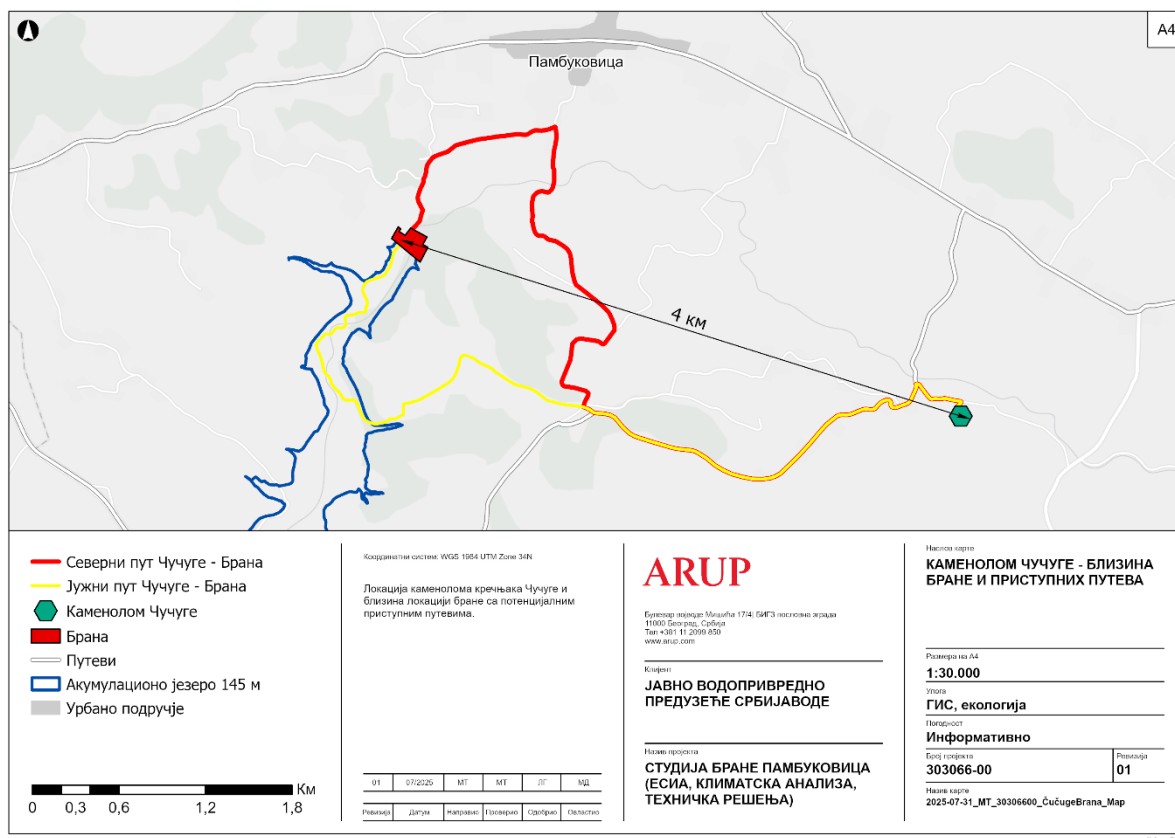 A4
Памбуковица
4 км
Северни пут Чучуге - Брана
Јужни пут Чучуге - Брана
Каменолом Чучуге
Брана
Путеви
Акумулационо језеро 145 м
Урбано подручје
Км
0 0,3 0,6 1,2 1,8
Координатни систем: WGS 1984 UTM Zone 34N
Локација каменолома кречњака Чучуге и
близина локацији бране са потенцијалним
приступним путевима.
01 07/2025 МТ МТ ЛГ МД
Ревизија Датум Направио Проверио Одобрио Овластио
ARUP
Булевар војводе Мишића 17/4| БИГЗ пословна зграда
11000 Београд, Србија
Тел +381 11 2099 850
www.arup.com
Клијент
ЈАВНО ВОДОПРИВРЕДНО
ПРЕДУЗЕЋЕ СРБИЈАВОДЕ
Назив пројекта
СТУДИЈА БРАНЕ ПАМБУКОВИЦА
(ЕСИА, КЛИМАТСКА АНАЛИЗА,
ТЕХНИЧКА РЕШЕЊА)
Наслов карте
КАМЕНОЛОМ ЧУЧУГЕ - БЛИЗИНА
БРАНЕ И ПРИСТУПНИХ ПУТЕВА
Размера на А4
1:30.000
Улога
ГИС, екологија
Погодност
Информативно
Број пројекта Ревизија
303066-00 01
Назив карте
2025-07-31_МТ_30306600_ČučugeBrana_Map